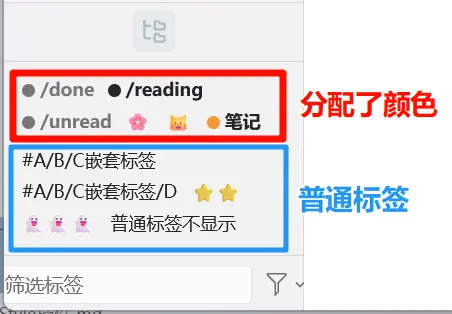 /done /reading
/unread 🌸 🐱 笔记
分配了颜色
#A/B/C嵌套标签
#A/B/C嵌套标签/D ⭐⭐
👻👻👻 普通标签不显示
普通标签
筛选标签